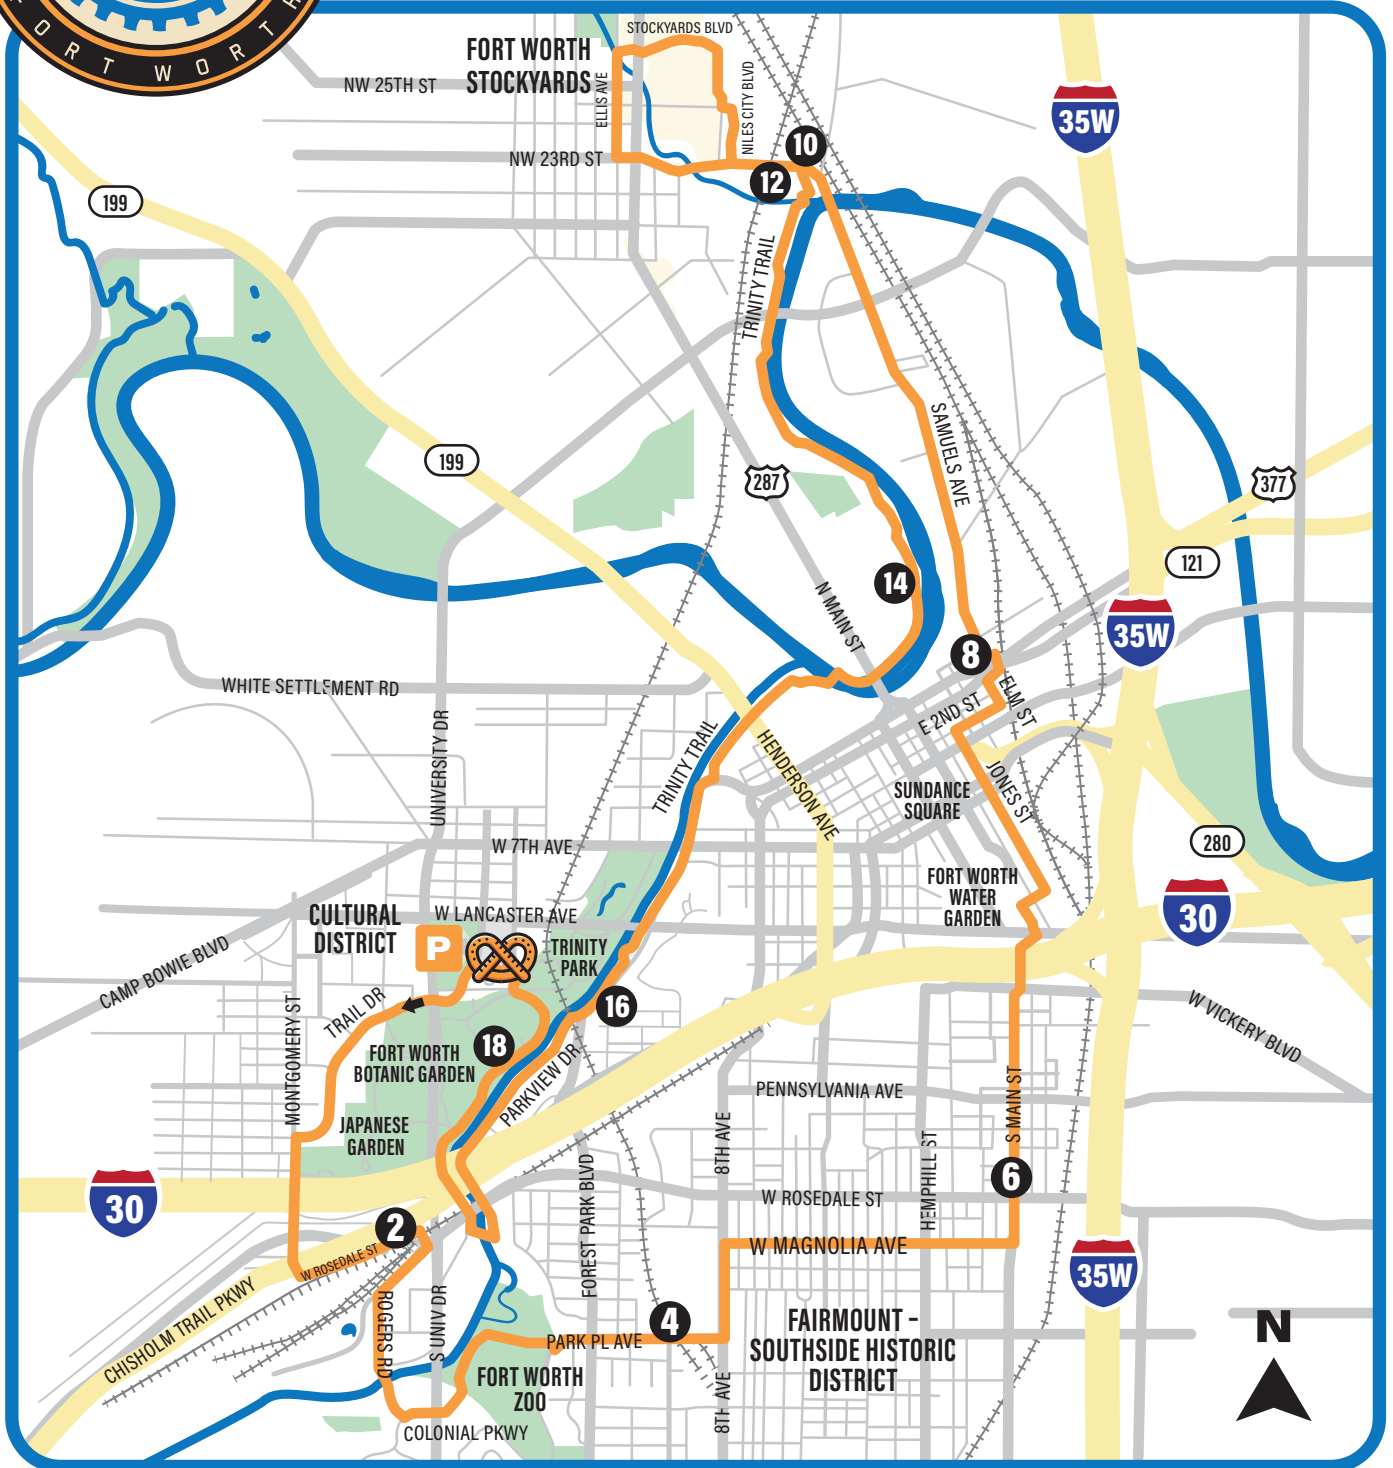 FORT WORTH
STOCKYARDS BLVD
FORT WORTH
STOCKYARDS
NW 25TH ST
ELLIS AVE
NILES CITY BLVD
35W
NW 23RD ST
10
12
199
TRINITY TRAIL
199
287
SAMUELS AVE
377
121
14
N MAIN ST
35W
8
WHITE SETTLEMENT RD
ELM ST
E 2ND ST
UNIVERSITY DR
TRINITY TRAIL
HENDERSON AVE
JONES ST
SUNDANCE
SQUARE
W 7TH AVE
280
FORT WORTH
WATER
GARDEN
CULTURAL
DISTRICT
W LANCASTER AVE
30
P
TRINITY
PARK
CAMP BOWIE BLVD
MONTGOMERY ST
TRAIL DR
16
W VICKERY BLVD
18
FORT WORTH
BOTANIC GARDEN
PARKVIEW DR
PENNSYLVANIA AVE
S MAIN ST
JAPANESE
GARDEN
8TH AVE
HEMPHILL ST
FOREST PARK BLVD
6
30
W ROSEDALE ST
2
W ROSEDALE ST
W MAGNOLIA AVE
35W
CHISHOLM TRAIL PKWY
ROGERS RD
S UNIV DR
4
PARK PL AVE
FAIRMOUNT -
SOUTHSIDE HISTORIC
DISTRICT
N
FORT WORTH
ZOO
8TH AVE
COLONIAL PKWY